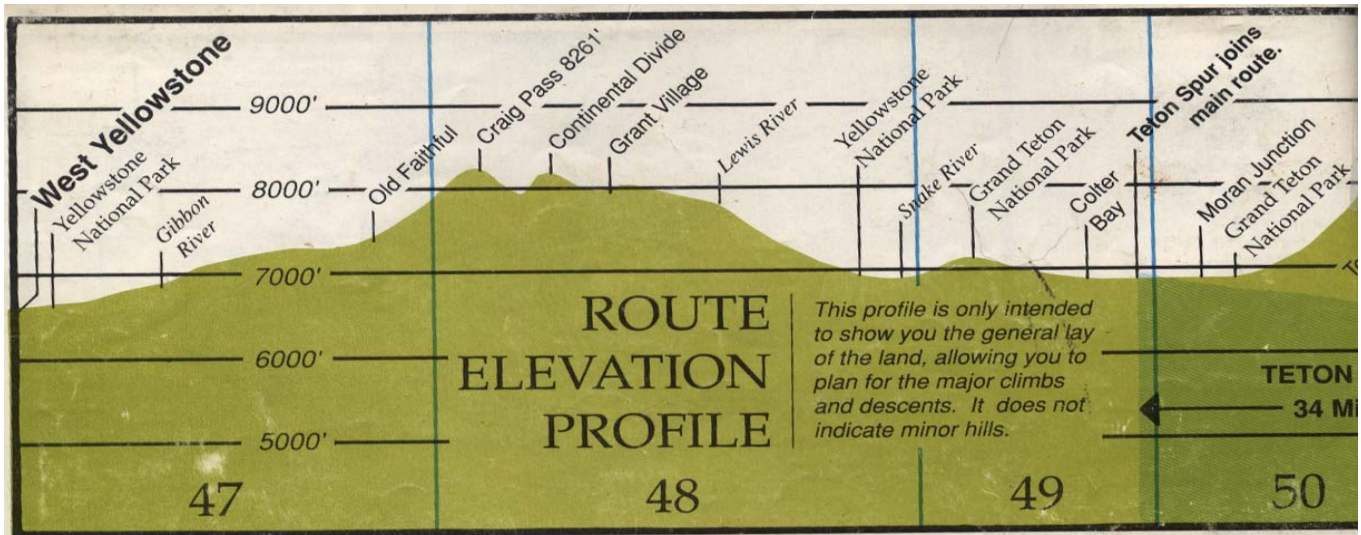 West Yellowstone
Yellowstone
National Park
Gibbon
River
Old Faithful
Craig Pass 8261'
Continental Divide
Grant Village
Lewis River
Yellowstone
National Park
Snake River
Grand Teton
National Park
Colter
Bay
Teton Spur joins
main route.
Moran Junction
Grand Teton
National Park
9000'
8000'
7000'
6000'
5000'
ROUTE
ELEVATION
PROFILE
This profile is only intended
to show you the general lay
of the land, allowing you to
plan for the major climbs
and descents. It does not
indicate minor hills.
TETON
34 Mi
47
48
49
50